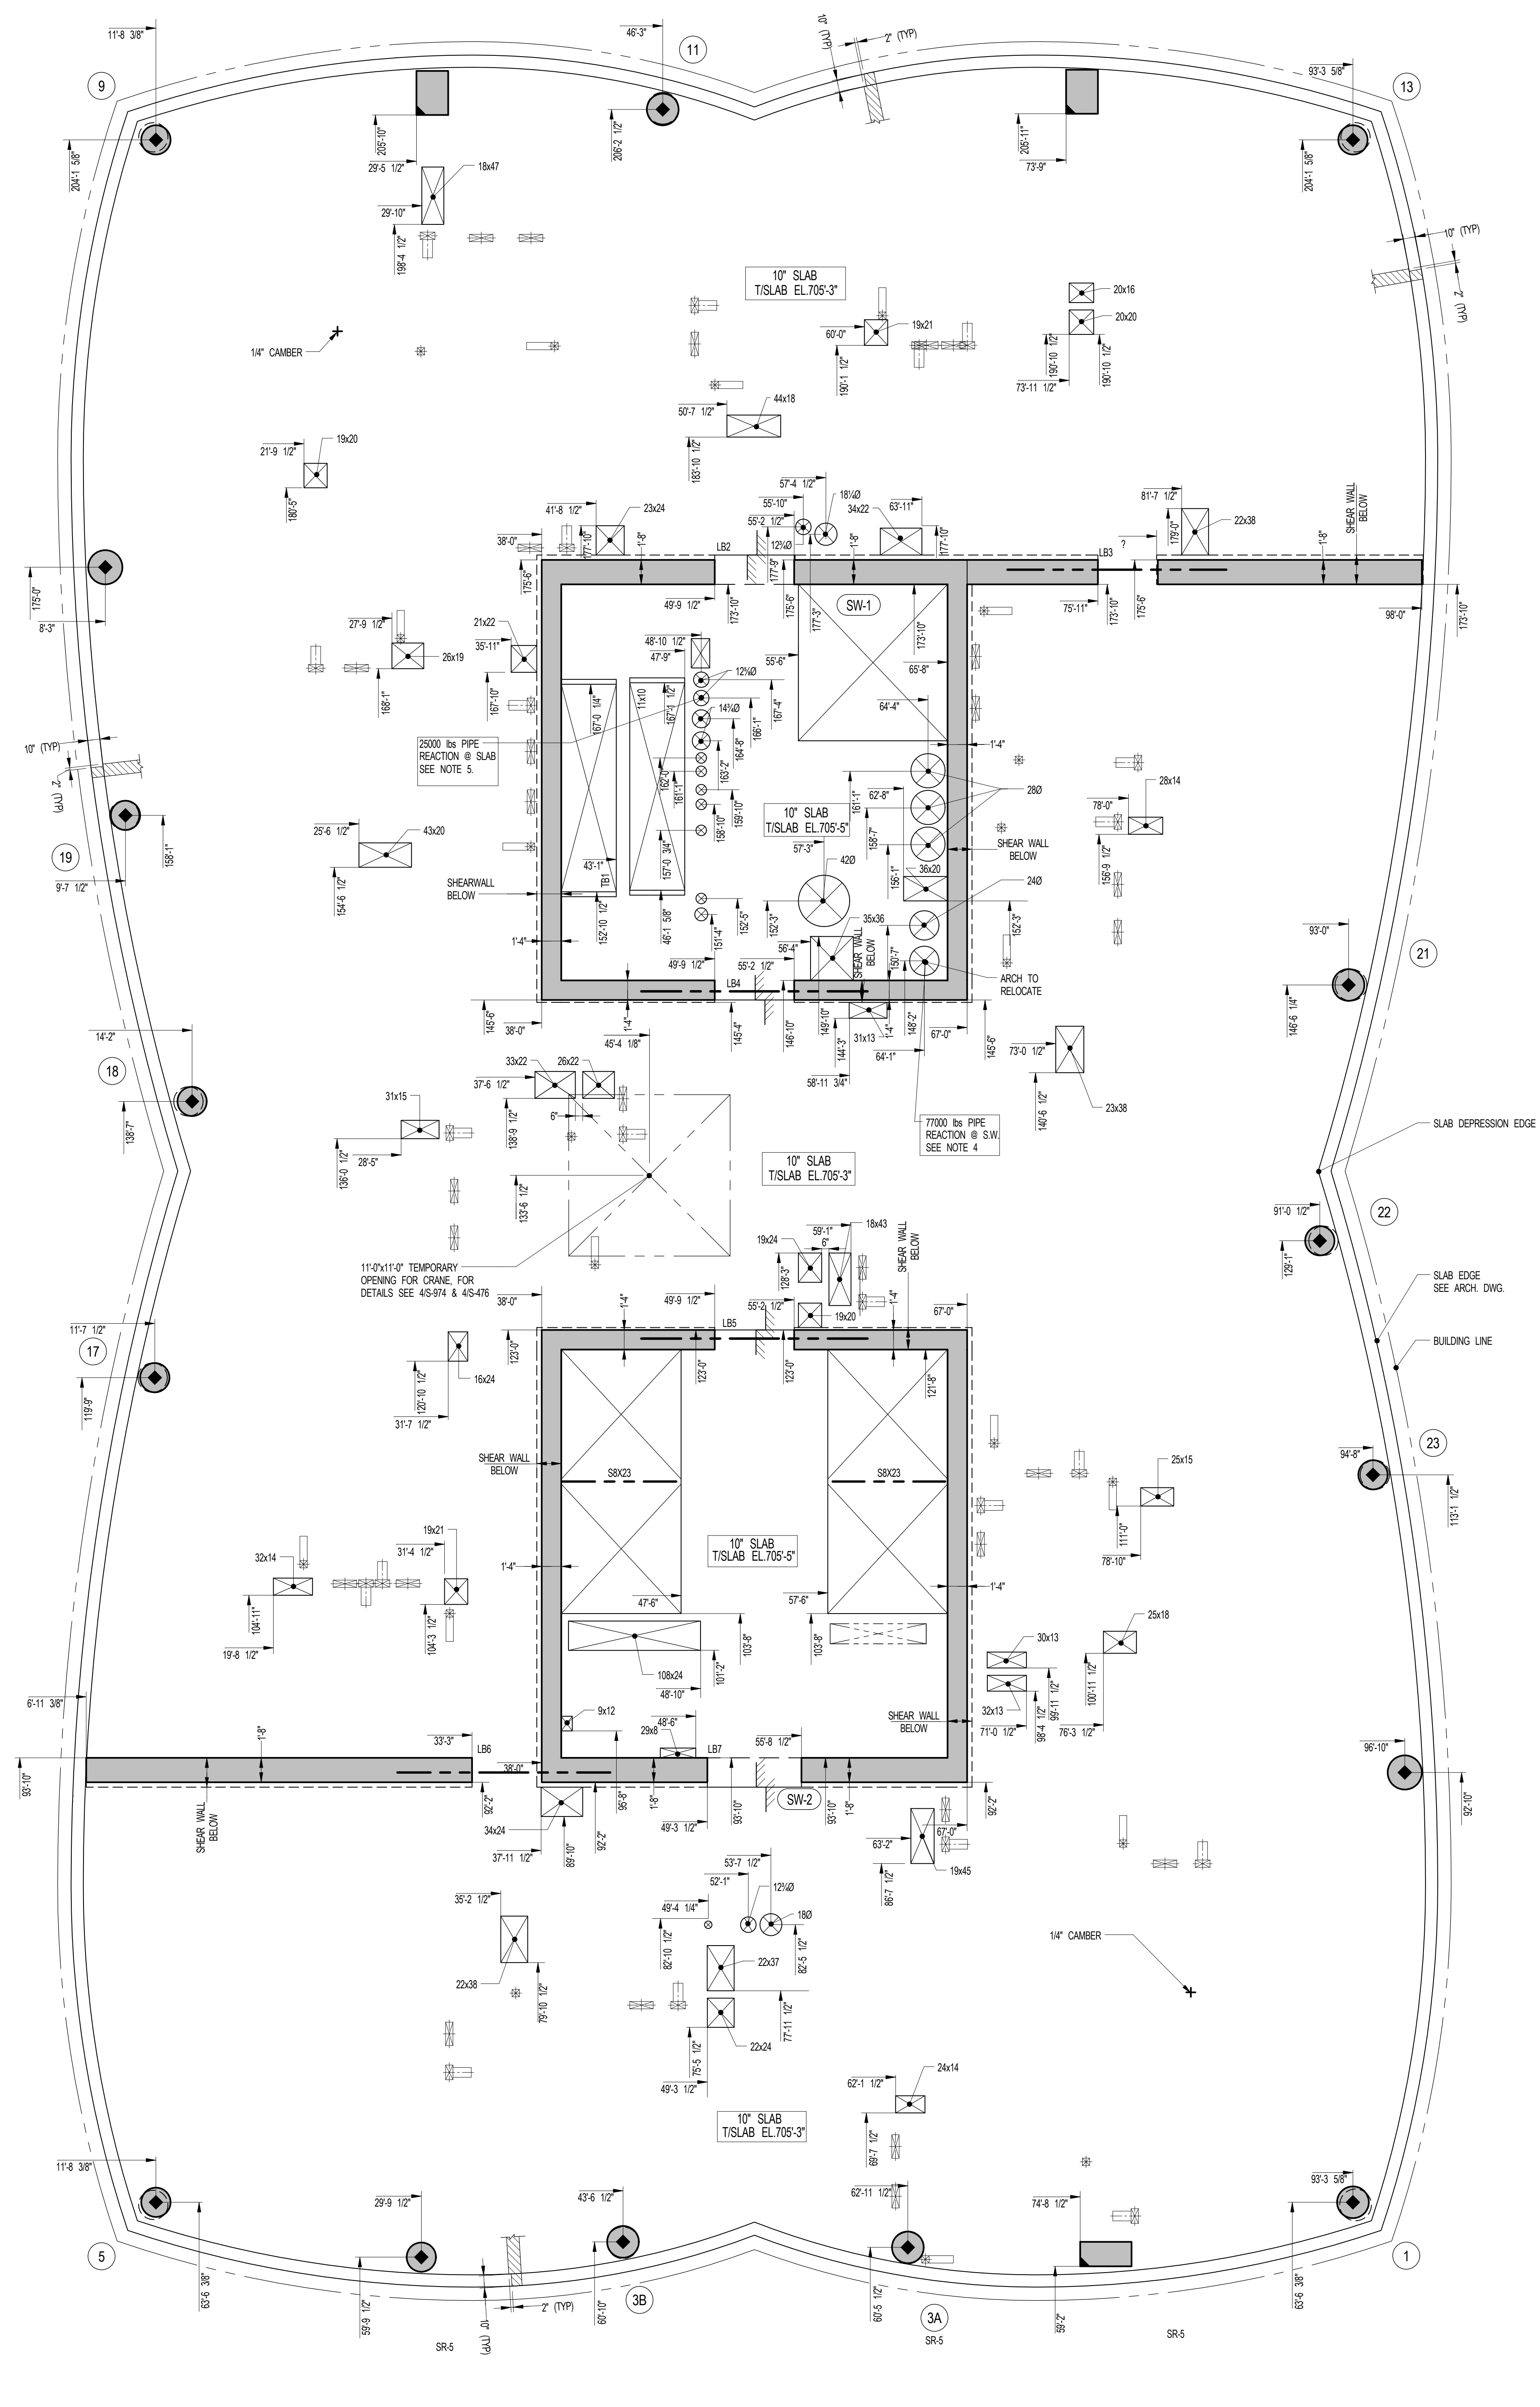 11'-8 3/8"
46'-3"
11
10" (TYP)
2" (TYP)
93'-3 5/8"
9
13
204'-1 5/8"
205'-10"
29'-5 1/2"
206'-2 1/2"
205'-11"
73'-9"
204'-1 5/8"
18x47
29'-10"
198'-4 1/2"
10" (TYP)
2" (TYP)
10" SLAB
T/SLAB EL.705'-3"
20x16
20x20
60'-0"
19x21
190'-1 1/2"
190'-10 1/2"
190'-10 1/2"
73'-11 1/2"
1/4" CAMBER
50'-7 1/2"
44x18
183'-10 1/2"
21'-9 1/2"
19x20
180'-5"
57'-4 1/2"
18¼Ø
55'-10"
55'-2 1/2"
34x22
63'-11"
81'-7 1/2"
SHEAR WALL
BELOW
41'-8 1/2"
23x24
38'-0"
177'-10"
1'-8"
LB2
12¾Ø
177'-9"
1'-8"
177'-10"
LB3
?
179'-0"
22x38
1'-8"
175'-0"
8'-3"
175'-6"
49'-9 1/2"
173'-10"
175'-6"
177'-3"
SW-1
173'-10"
75'-11"
173'-10"
175'-6"
98'-0"
173'-10"
27'-9 1/2"
26x19
168'-1"
21x22
35'-11"
167'-10"
48'-10 1/2"
47'-9"
12¾Ø
55'-6"
65'-8"
167'-0 1/4"
11x10
167'-1 1/2"
14¾Ø
167'-4"
166'-1"
64'-4"
10" (TYP)
2" (TYP)
25000 lbs PIPE
REACTION @ SLAB
SEE NOTE 5.
164'-8"
163'-2"
162'-0"
161'-1"
159'-10"
158'-10"
1'-4"
161'-1"
62'-8"
28Ø
28x14
78'-0"
10" SLAB
T/SLAB EL.705'-5"
158'-7"
SHEAR WALL
BELOW
156'-9 1/2"
19
158'-1"
9'-7 1/2"
25'-6 1/2"
43x20
154'-6 1/2"
SHEARWALL
BELOW
43'-1"
TB1
157'-0 3/4"
57'-3"
42Ø
156'-1"
36x20
24Ø
152'-10 1/2"
46'-1 5/8"
152'-5"
151'-4"
152'-3"
35x36
56'-4"
SHEAR WALL
BELOW
150'-7"
152'-3"
ARCH TO
RELOCATE
1'-4"
49'-9 1/2"
55'-2 1/2"
93'-0"
21
146'-6 1/4"
145'-6"
38'-0"
1'-4"
LB4
145'-4"
146'-10"
149'-10"
144'-3"
31x13
1'-4"
148'-2"
64'-1"
67'-0"
145'-6"
58'-11 3/4"
14'-2"
18
138'-7"
45'-4 1/8"
33x22
26x22
37'-6 1/2"
138'-9 1/2"
6"
73'-0 1/2"
140'-6 1/2"
23x38
31x15
136'-0 1/2"
28'-5"
77000 lbs PIPE
REACTION @ S.W.
SEE NOTE 4
SLAB DEPRESSION EDGE
133'-6 1/2"
10" SLAB
T/SLAB EL.705'-3"
91'-0 1/2"
22
129'-1"
11'-0"x11'-0" TEMPORARY
OPENING FOR CRANE, FOR
DETAILS SEE 4/S-974 & 4/S-476
19x24
59'-1"
6"
18x43
SHEAR WALL
BELOW
128'-3"
SLAB EDGE
SEE ARCH. DWG.
38'-0"
1'-4"
49'-9 1/2"
55'-2 1/2"
LB5
19x20
1'-4"
67'-0"
BUILDING LINE
11'-7 1/2"
17
119'-9"
16x24
120'-10 1/2"
31'-7 1/2"
123'-0"
123'-0"
123'-0"
121'-8"
SHEAR WALL
BELOW
S8X23
S8X23
25x15
94'-8"
23
113'-1 1/2"
111'-0"
78'-10"
10" SLAB
T/SLAB EL.705'-5"
19x21
31'-4 1/2"
1'-4"
1'-4"
32x14
104'-11"
19'-8 1/2"
104'-3 1/2"
47'-6"
57'-6"
103'-8"
103'-8"
25x18
30x13
108x24
101'-2"
48'-10"
100'-11 1/2"
99'-11 1/2"
98'-4 1/2"
32x13
71'-0 1/2"
76'-3 1/2"
9x12
48'-6"
29x8
SHEAR WALL
BELOW
6'-11 3/8"
33'-3"
1'-8"
LB6
38'-0"
LB7
55'-8 1/2"
93'-10"
SHEAR WALL
BELOW
92'-2"
34x24
37'-11 1/2"
89'-10"
92'-2"
95'-8"
1'-8"
49'-3 1/2"
93'-10"
SW-2
93'-10"
1'-8"
67'-0"
92'-2"
96'-10"
92'-10"
63'-2"
86'-7 1/2"
19x45
53'-7 1/2"
52'-1"
12¾Ø
49'-4 1/4"
18Ø
82'-10 1/2"
82'-5 1/2"
35'-2 1/2"
22x38
79'-10 1/2"
22x37
77'-11 1/2"
22x24
75'-5 1/2"
49'-3 1/2"
1/4" CAMBER
24x14
62'-1 1/2"
69'-7 1/2"
10" SLAB
T/SLAB EL.705'-3"
11'-8 3/8"
29'-9 1/2"
43'-6 1/2"
62'-11 1/2"
74'-8 1/2"
93'-3 5/8"
5
63'-6 3/8"
59'-9 1/2"
10" (TYP)
2" (TYP)
60'-10"
3B
60'-5 1/2"
3A
SR-5
59'-2"
63'-6 3/8"
1
SR-5
SR-5